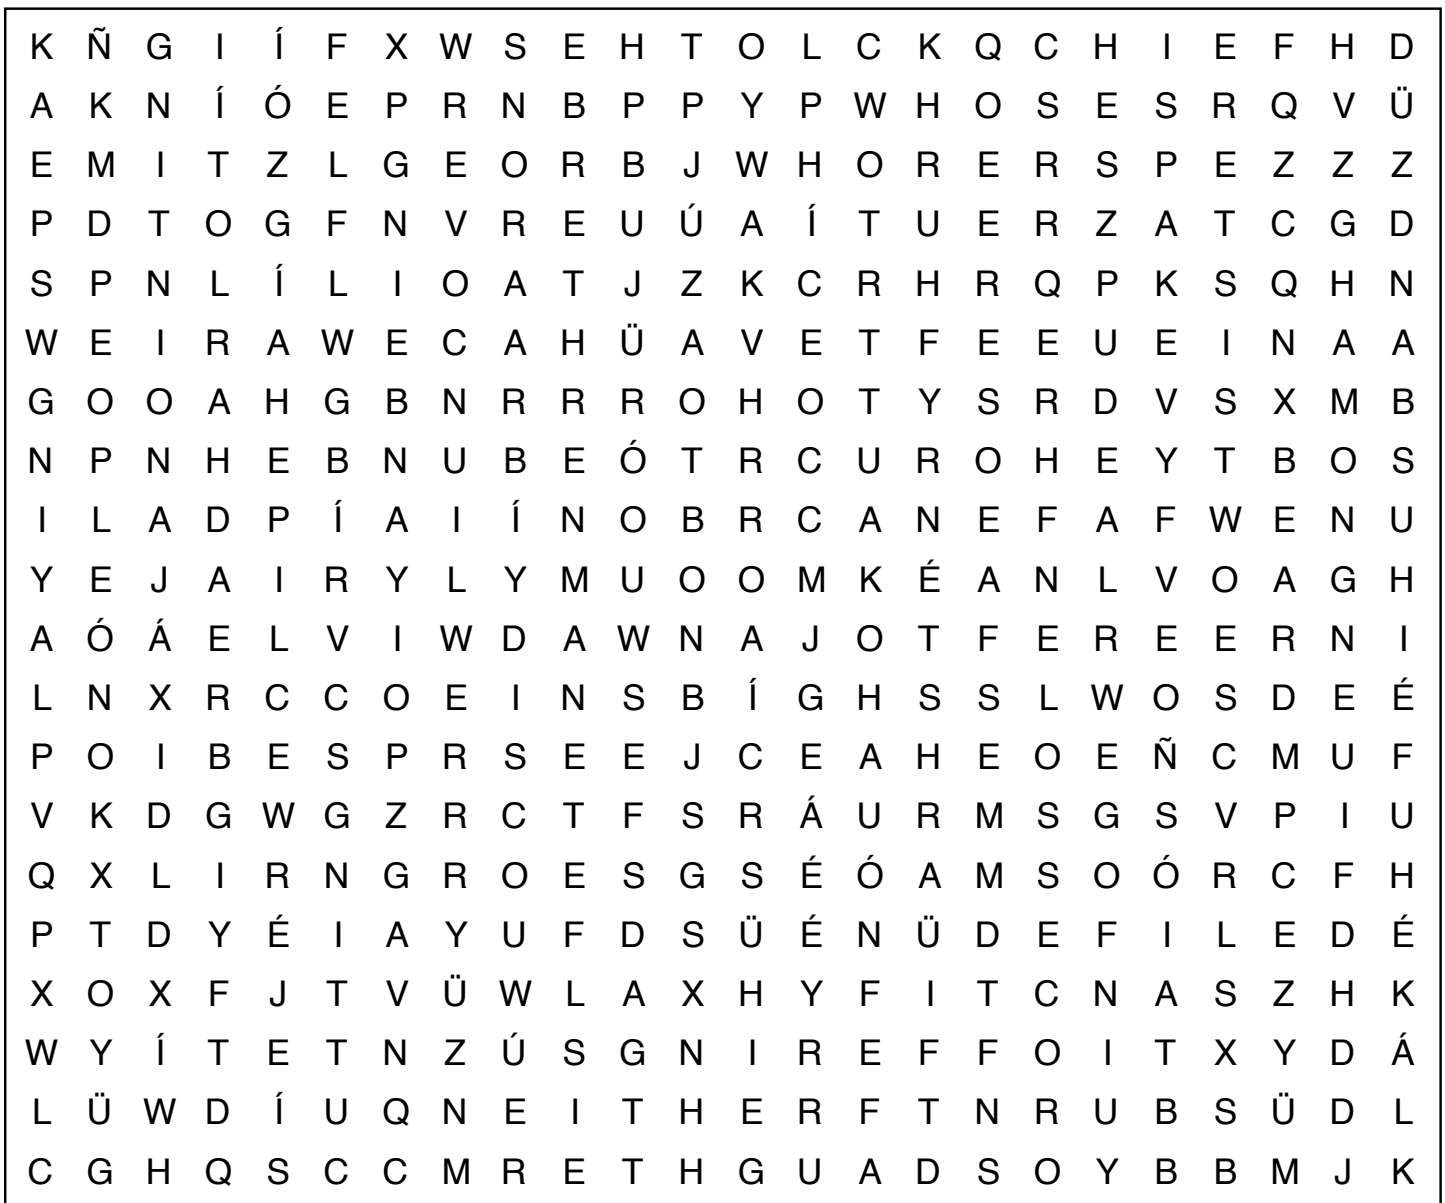 K Ñ G I Í F X W S E H T O L C K Q C H I E F H D
A K N Í Ó E P R N B P P Y P W H O S E S R Q V Ü
E M I T Z L G E O R B J W H O R E R S P E Z Z Z
P D T O G F N V R E U Ú A Í T U E R Z A T C G D
S P N L Í L I O A T J Z K C R H R Q P K S Q H N
W E I R A W E C A H Ü A V E T F E E U E I N A A
G O O A H G B N R R R O H O T Y S R D V S X M B
N P N H E B N U B E Ó T R C U R O H E Y T B O S
I L A D P Í A I Í N O B R C A N E F A F W E N U
Y E J A I R Y L Y M U O O M K É A N L V O A G H
A Ó Á E L V I W D A W N A J O T F E R E E R N I
L N X R C C O E I N S B Í G H S S L W O S D E É
P O I B E S P R S E E J C E A H E O E Ñ C M U F
V K D G W G Z R C T F S R Á U R M S G S V P I U
Q X L I R N G R O E S G S É Ó A M S O Ó R C F H
P T D Y É I A Y U F D S Ü É N Ü D E F I L E D É
X O X F J T V Ü W L A X H Y F I T C N A S Z H K
W Y Í T E T N Z Ú S G N I R E F F O I T X Y D Á
L Ü W D Í U Q N E I T H E R F T N R U B S Ü D L
C G H Q S C C M R E T H G U A D S O Y B B M J K